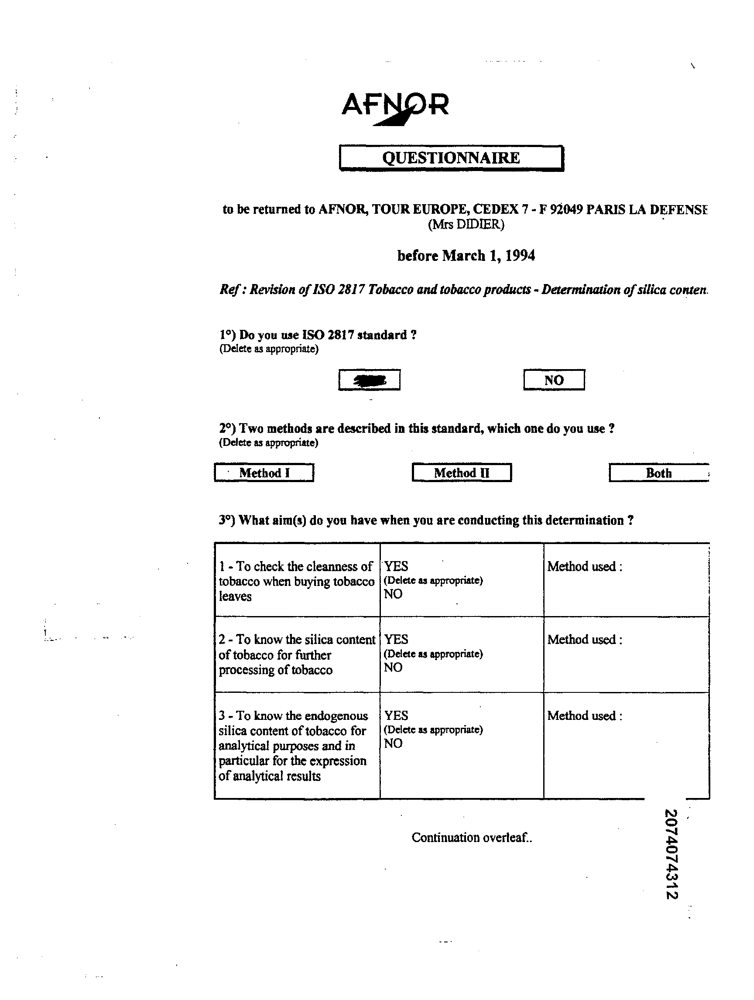 AFNOR
QUESTIONNAIRE
to be returned to AFNOR, TOUR EUROPE, CEDEX 7 - F 92049 PARIS LA DEFENSE
(Mrs DIDIER)
before March 1, 1994
Ref : Revision of ISO 2817 Tobacco and tobacco products - Determination of silica conten
1°) Do you use ISO 2817 standard ?
(Delete as appropriate)
NO
2°) Two methods are described in this standard, which one do you use ?
(Delete as appropriate)
Method I
Method II
Both
3°) What aim(s) do you have when you are conducting this determination ?
1 - To check the cleanness of
tobacco when buying tobacco
leaves
YES
(Delete as appropriate)
NO
Method used :
2 - To know the silica content
of tobacco for further
processing of tobacco
YES
(Delete as appropriate)
NO
Method used :
3 - To know the endogenous
silica content of tobacco for
analytical purposes and in
particular for the expression
of analytical results
YES
(Delete as appropriate)
NO
Method used :
Continuation overleaf..
2074074312